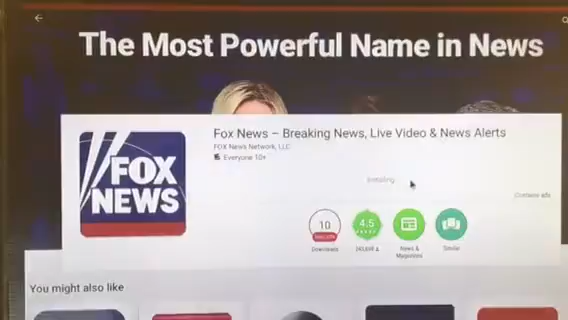 The Most Powerful Name in News
Fox News – Breaking News, Live Video & News Alerts
FOX News Network, LLC
Everyone 10+
FOX
NEWS
Installing
Contains ads
10
4.5
Downloads
News &
Magazines
Similar
You might also like